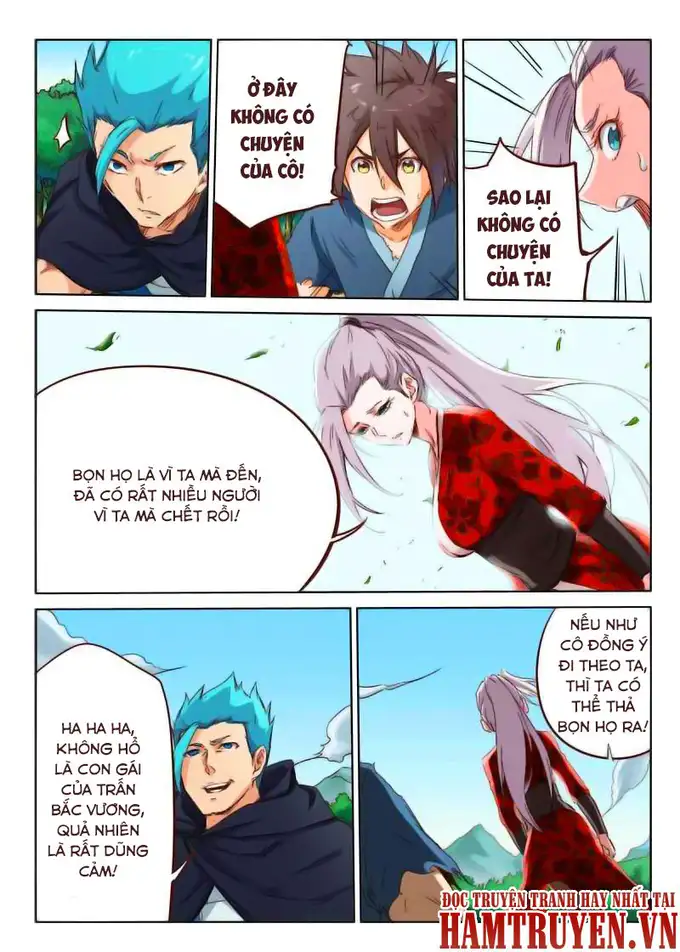 Ở ĐÂY
KHÔNG CÓ
CHUYỆN
CỦA CÔ!
SAO LẠI
KHÔNG CÓ
CHUYỆN
CỦA TA!
BỌN HỌ LÀ VÌ TA MÀ ĐẾN,
ĐÃ CÓ RẤT NHIỀU NGƯỜI
VÌ TA MÀ CHẾT RỒI!
HA HA HA,
KHÔNG HỔ
LÀ CON GÁI
CỦA TRẤN
BẮC VƯƠNG,
QUẢ NHIÊN
LÀ RẤT DŨNG
CẢM!
NẾU NHƯ
CÔ ĐỒNG Ý
ĐI THEO TA,
THÌ TA CÓ
THỂ THẢ
BỌN HỌ RA!
ĐỌC TRUYỆN TRANH HAY NHẤT TẠI
HAMTRUYEN.VN